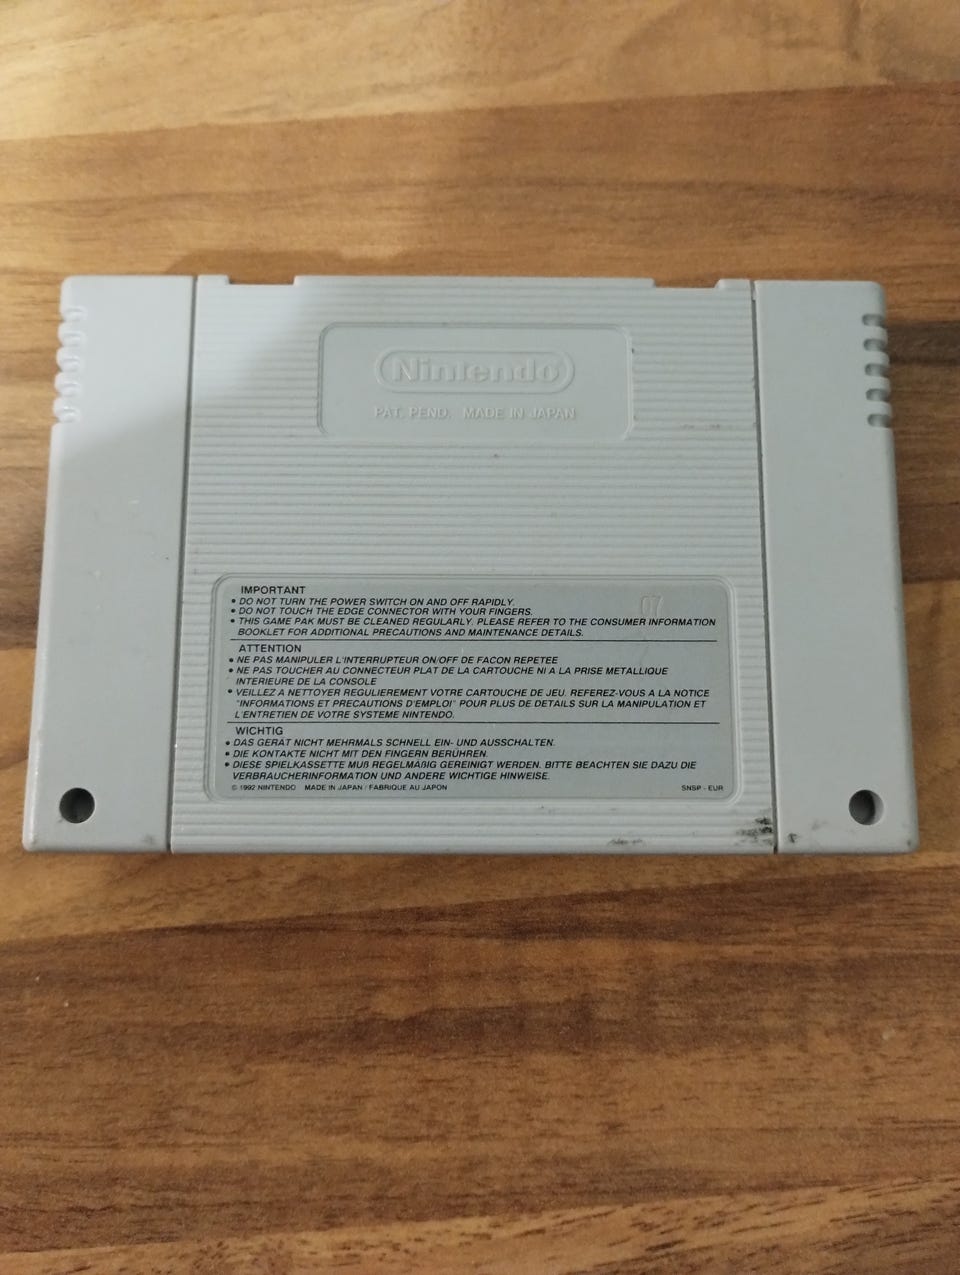 Nintendo
PAT. PEND. MADE IN JAPAN
07
IMPORTANT
• DO NOT TURN THE POWER SWITCH ON AND OFF RAPIDLY.
• DO NOT TOUCH THE EDGE CONNECTOR WITH YOUR FINGERS.
• THIS GAME PAK MUST BE CLEANED REGULARLY. PLEASE REFER TO THE CONSUMER INFORMATION
BOOKLET FOR ADDITIONAL PRECAUTIONS AND MAINTENANCE DETAILS.
ATTENTION
• NE PAS MANIPULER L'INTERRUPTEUR ON/OFF DE FACON REPETEE
• NE PAS TOUCHER AU CONNECTEUR PLAT DE LA CARTOUCHE NI A LA PRISE METALLIQUE
INTERIEURE DE LA CONSOLE
• VEILLEZ A NETTOYER REGULIEREMENT VOTRE CARTOUCHE DE JEU. REFEREZ-VOUS A LA NOTICE
"INFORMATIONS ET PRECAUTIONS D'EMPLOI" POUR PLUS DE DETAILS SUR LA MANIPULATION ET
L'ENTRETIEN DE VOTRE SYSTEME NINTENDO.
WICHTIG
• DAS GERÄT NICHT MEHRMALS SCHNELL EIN- UND AUSSCHALTEN.
• DIE KONTAKTE NICHT MIT DEN FINGERN BERÜHREN.
• DIESE SPIELKASSETTE MUß REGELMÄßIG GEREINIGT WERDEN. BITTE BEACHTEN SIE DAZU DIE
VERBRAUCHERINFORMATION UND ANDERE WICHTIGE HINWEISE.
© 1992 NINTENDO MADE IN JAPAN / FABRIQUE AU JAPON SNSP - EUR